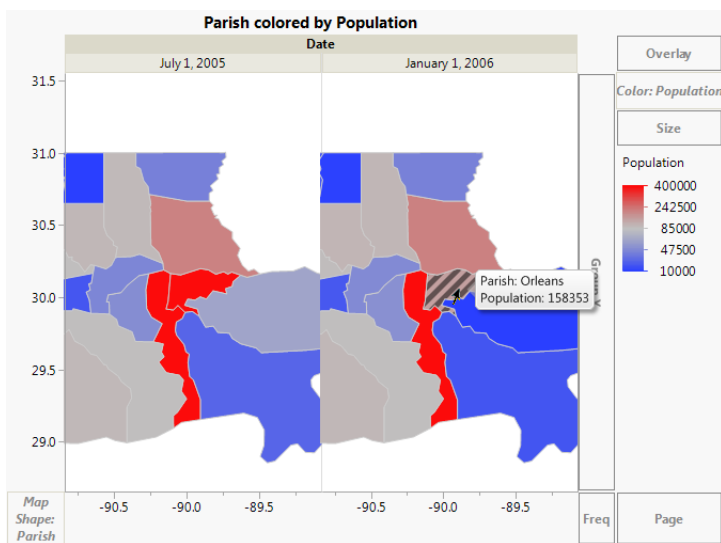 Parish colored by Population
Date
July 1, 2005
January 1, 2006
Overlay
Color: Population
Size
Population
400000
242500
85000
47500
10000
31.5
31.0
30.5
30.0
29.5
29.0
Parish: Orleans
Population: 158353
-90.5
-90.0
-89.5
-90.5
-90.0
-89.5
Map
Shape:
Parish
Freq
Page